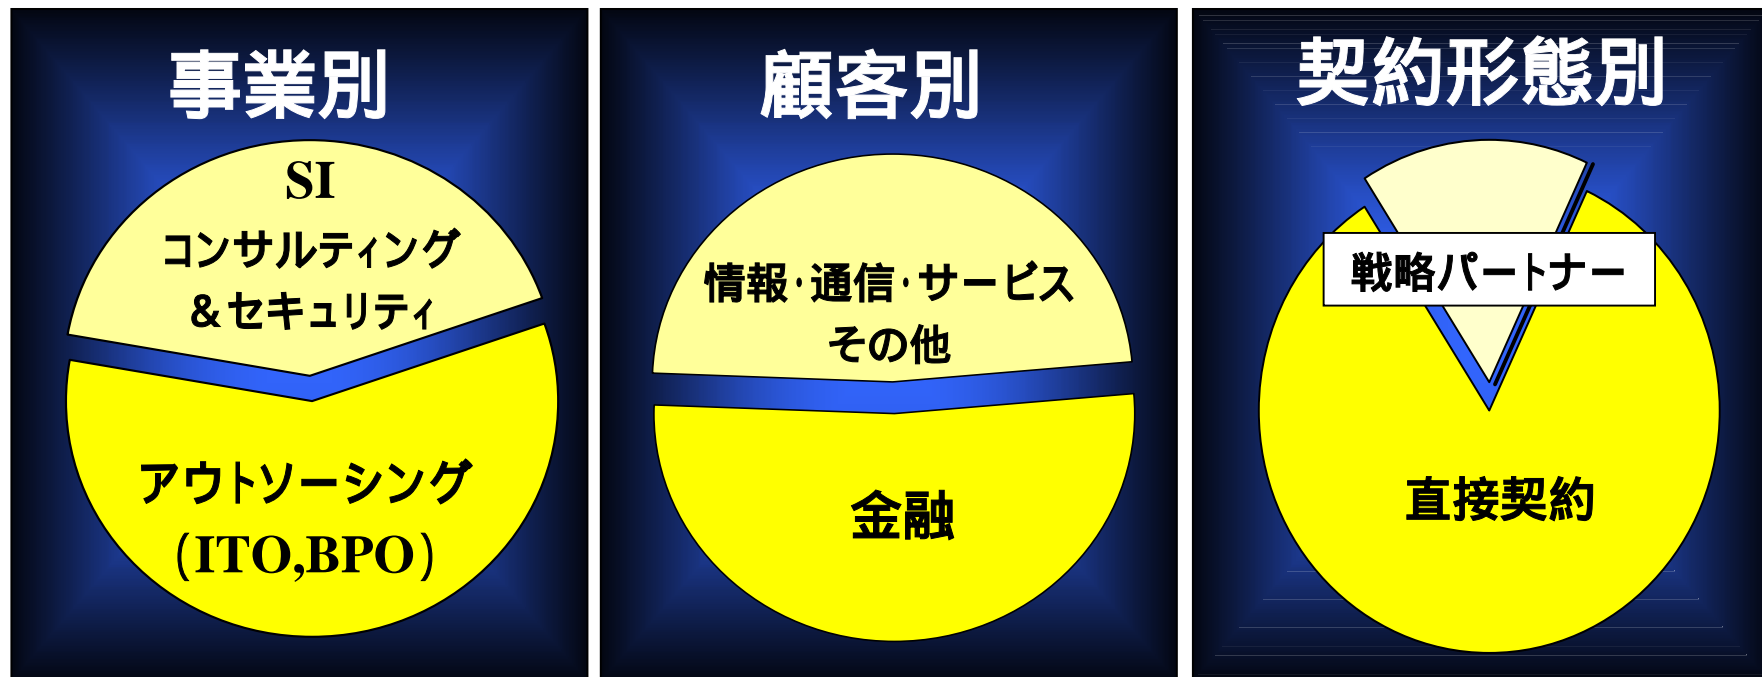 事業別
SI
コンサルティング
＆セキュリティ
アウトソーシング
（ITO,BPO）
顧客別
情報・通信・サービス
その他
金融
契約形態別
戦略パートナー
直接契約